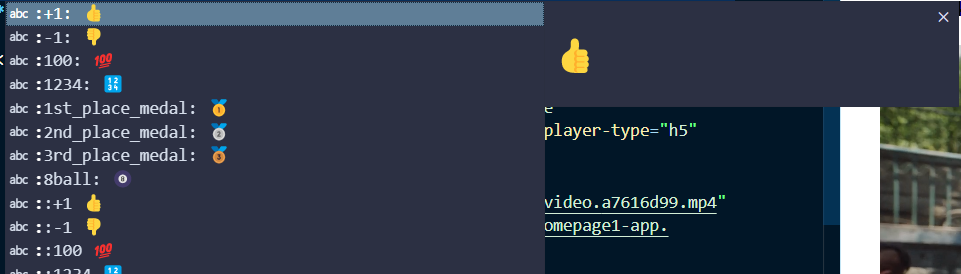 abc :+1: 👍
abc :-1: 👎
abc :100: 💯
abc :1234: 🔢
abc :1st_place_medal: 🥇
abc :2nd_place_medal: 🥈
abc :3rd_place_medal: 🥉
abc :8ball: 🎱
abc ::+1 👍
abc ::-1 👎
abc ::100 💯
abc ::1234 🔢
👍
player-type="h5"
video.a7616d99.mp4"
omepage1-app.